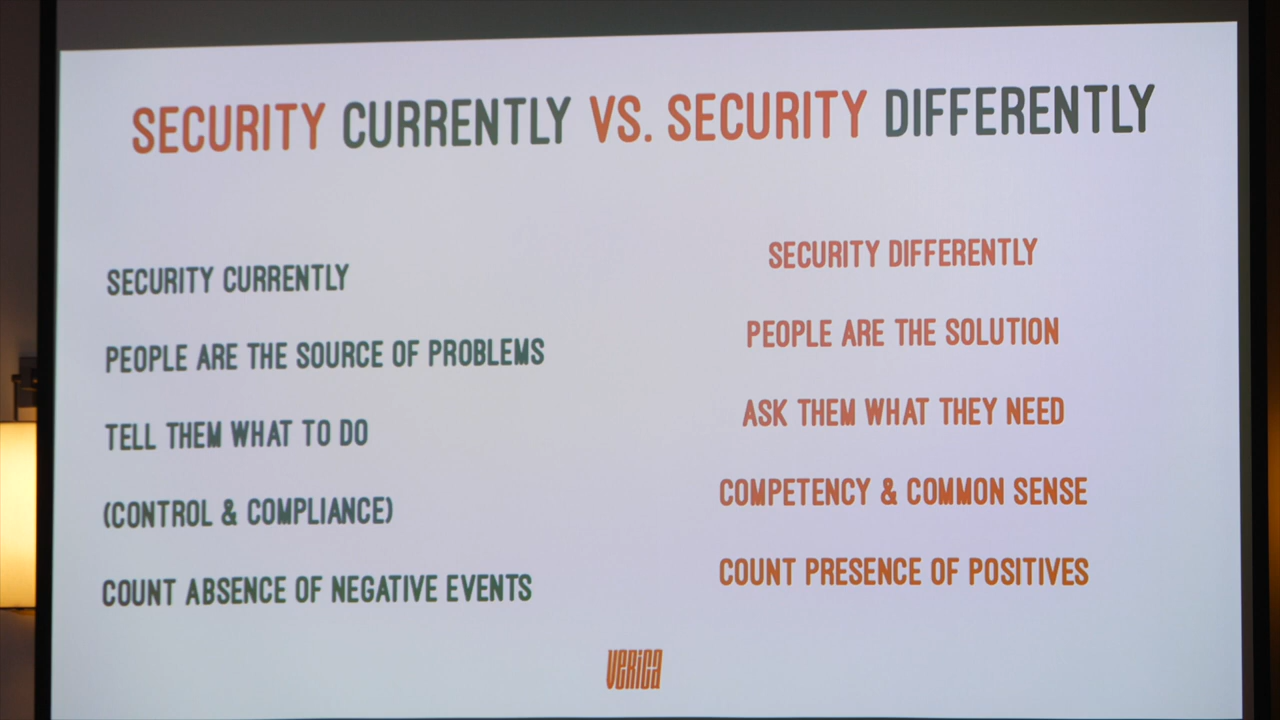 SECURITY CURRENTLY VS. SECURITY DIFFERENTLY
SECURITY CURRENTLY
PEOPLE ARE THE SOURCE OF PROBLEMS
TELL THEM WHAT TO DO
(CONTROL & COMPLIANCE)
COUNT ABSENCE OF NEGATIVE EVENTS
SECURITY DIFFERENTLY
PEOPLE ARE THE SOLUTION
ASK THEM WHAT THEY NEED
COMPETENCY & COMMON SENSE
COUNT PRESENCE OF POSITIVES
VERICA